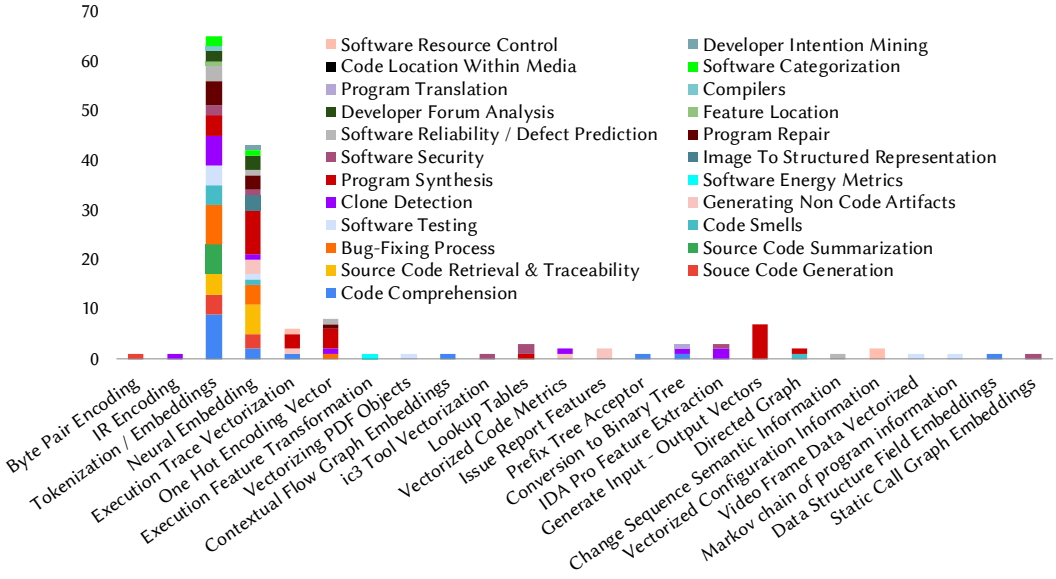 70
60
50
40
30
20
10
0
Software Resource Control
Code Location Within Media
Program Translation
Developer Forum Analysis
Software Reliability / Defect Prediction
Software Security
Program Synthesis
Clone Detection
Software Testing
Bug-Fixing Process
Source Code Retrieval & Traceability
Code Comprehension
Developer Intention Mining
Software Categorization
Compilers
Feature Location
Program Repair
Image To Structured Representation
Software Energy Metrics
Generating Non Code Artifacts
Code Smells
Source Code Summarization
Souce Code Generation
Byte Pair Encoding
IR Encoding
Tokenization / Embeddings
Neural Embedding
Execution Trace Vectorization
One Hot Encoding Vector
Execution Feature Transformation
Vectorizing PDF Objects
Contextual Flow Graph Embeddings
ic3 Tool Vectorization
Lookup Tables
Vectorized Code Metrics
Issue Report Features
Prefix Tree Acceptor
Conversion to Binary Tree
IDA Pro Feature Extraction
Generate Input - Output Vectors
Directed Graph
Change Sequence Semantic Information
Vectorized Configuration Information
Video Frame Data Vectorized
Markov chain of program information
Data Structure Field Embeddings
Static Call Graph Embeddings